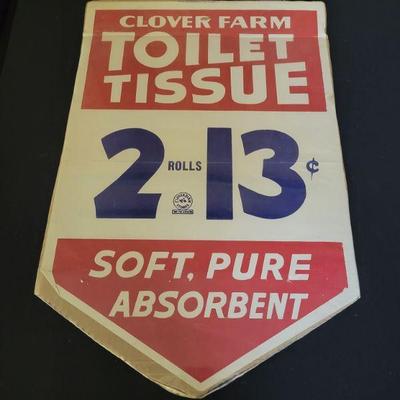 CLOVER FARM
TOILET
TISSUE
2 ROLLS 13¢
SOFT, PURE
ABSORBENT